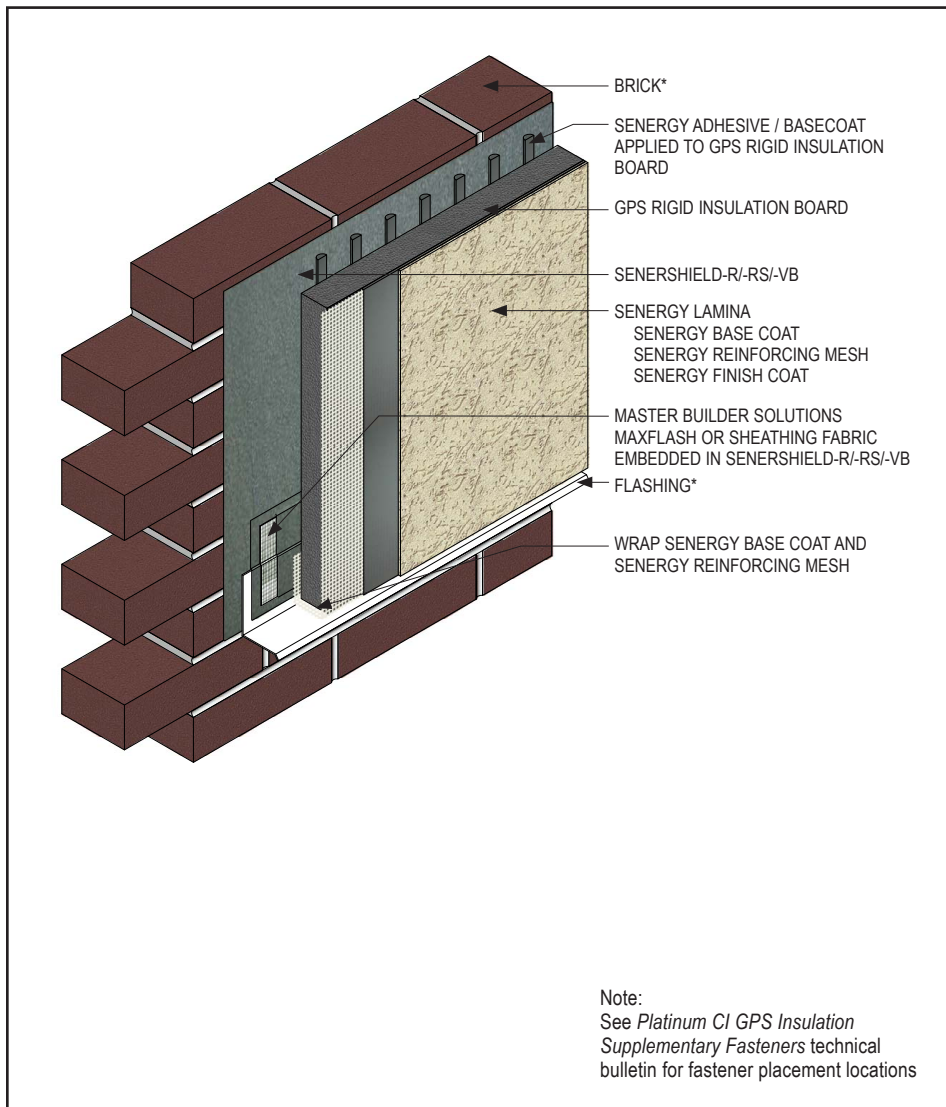 BRICK*
SENERGY ADHESIVE / BASECOAT
APPLIED TO GPS RIGID INSULATION
BOARD
GPS RIGID INSULATION BOARD
SENERSHIELD-R/-RS/-VB
SENERGY LAMINA
SENERGY BASE COAT
SENERGY REINFORCING MESH
SENERGY FINISH COAT
MASTER BUILDER SOLUTIONS
MAXFLASH OR SHEATHING FABRIC
EMBEDDED IN SENERSHIELD-R/-RS/-VB
FLASHING*
WRAP SENERGY BASE COAT AND
SENERGY REINFORCING MESH
Note:
See Platinum CI GPS Insulation
Supplementary Fasteners technical
bulletin for fastener placement locations